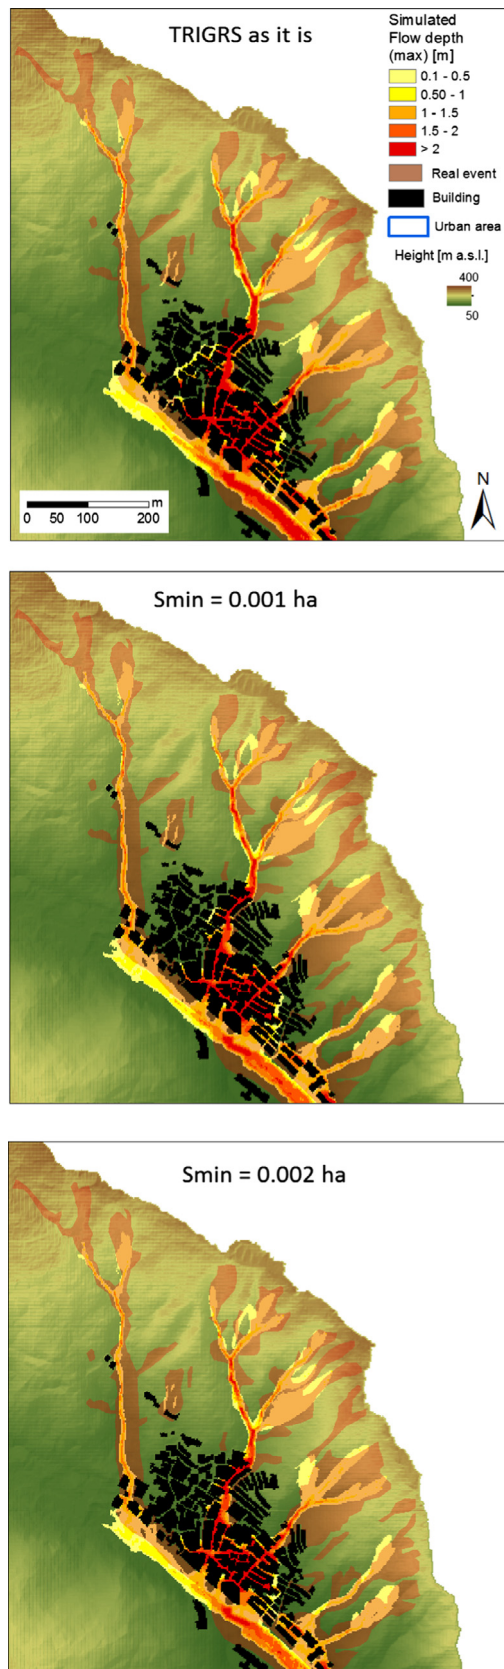 TRIGRS as it is
Simulated
Flow depth
(max) [m]
0.1 - 0.5
0.50 - 1
1 - 1.5
1.5 - 2
> 2
Real event
Building
Urban area
Height [m a.s.l.]
400
50
N
m
0 50 100 200
Smin = 0.001 ha
Smin = 0.002 ha